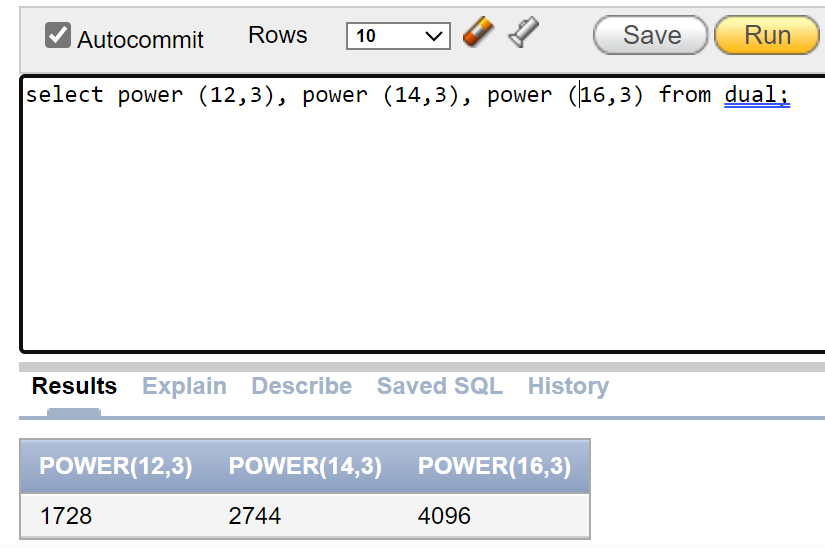 Autocommit Rows 10 Save Run
select power (12,3), power (14,3), power (16,3) from dual;
Results Explain Describe Saved SQL History
POWER(12,3) POWER(14,3) POWER(16,3)
1728 2744 4096